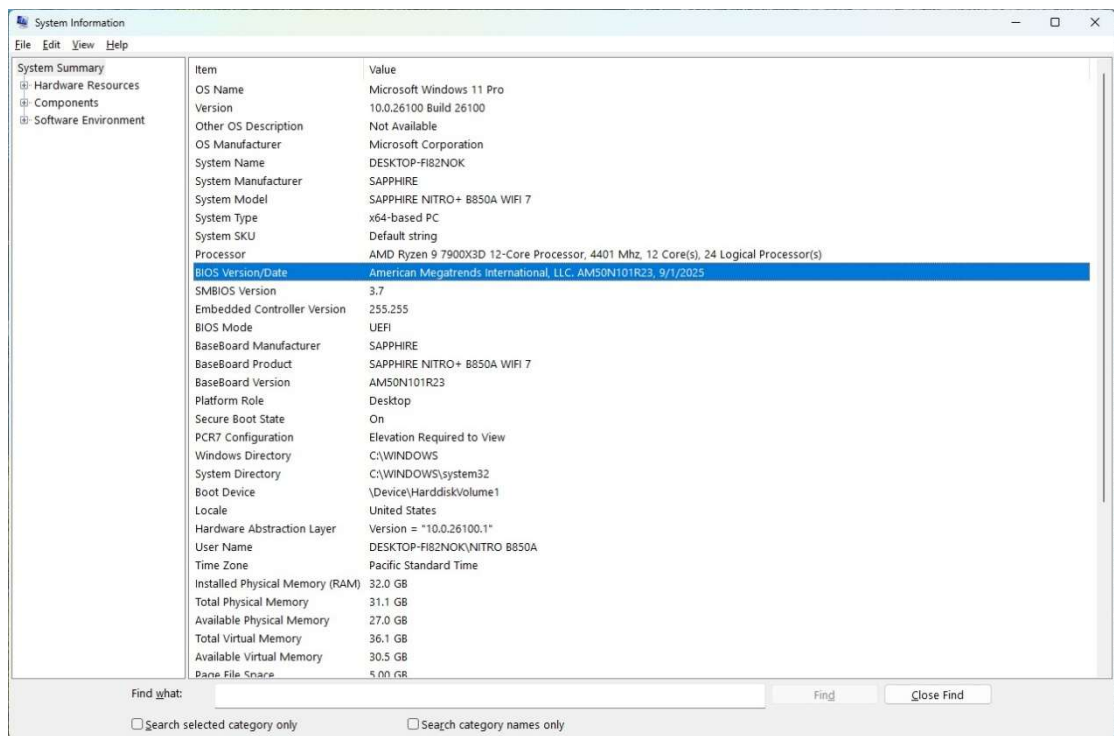 System Information
File Edit View Help
System Summary
Hardware Resources
Components
Software Environment
Item Value
OS Name Microsoft Windows 11 Pro
Version 10.0.26100 Build 26100
Other OS Description Not Available
OS Manufacturer Microsoft Corporation
System Name DESKTOP-FI82NOK
System Manufacturer SAPPHIRE
System Model SAPPHIRE NITRO+ B850A WIFI 7
System Type x64-based PC
System SKU Default string
Processor AMD Ryzen 9 7900X3D 12-Core Processor, 4401 Mhz, 12 Core(s), 24 Logical Processor(s)
BIOS Version/Date American Megatrends International, LLC. AM50N101R23, 9/1/2025
SMBIOS Version 3.7
Embedded Controller Version 255.255
BIOS Mode UEFI
BaseBoard Manufacturer SAPPHIRE
BaseBoard Product SAPPHIRE NITRO+ B850A WIFI 7
BaseBoard Version AM50N101R23
Platform Role Desktop
Secure Boot State On
PCR7 Configuration Elevation Required to View
Windows Directory C:\WINDOWS
System Directory C:\WINDOWS\system32
Boot Device \Device\HarddiskVolume1
Locale United States
Hardware Abstraction Layer Version = "10.0.26100.1"
User Name DESKTOP-FI82NOK\NITRO B850A
Time Zone Pacific Standard Time
Installed Physical Memory (RAM) 32.0 GB
Total Physical Memory 31.1 GB
Available Physical Memory 27.0 GB
Total Virtual Memory 36.1 GB
Available Virtual Memory 30.5 GB
Page File Space 5.00 GB
Find what: Find Close Find
Search selected category only Search category names only